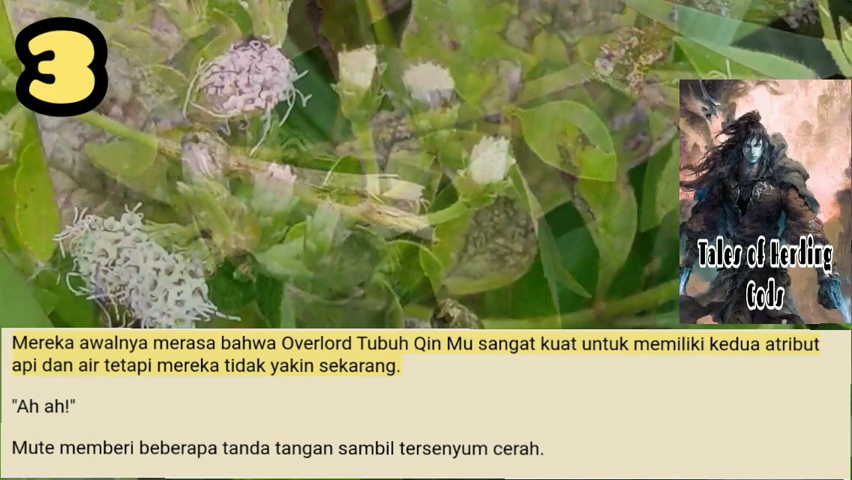 3
Tales of Herding
Gods
Mereka awalnya merasa bahwa Overlord Tubuh Qin Mu sangat kuat untuk memiliki kedua atribut
api dan air tetapi mereka tidak yakin sekarang.
"Ah ah!"
Mute memberi beberapa tanda tangan sambil tersenyum cerah.